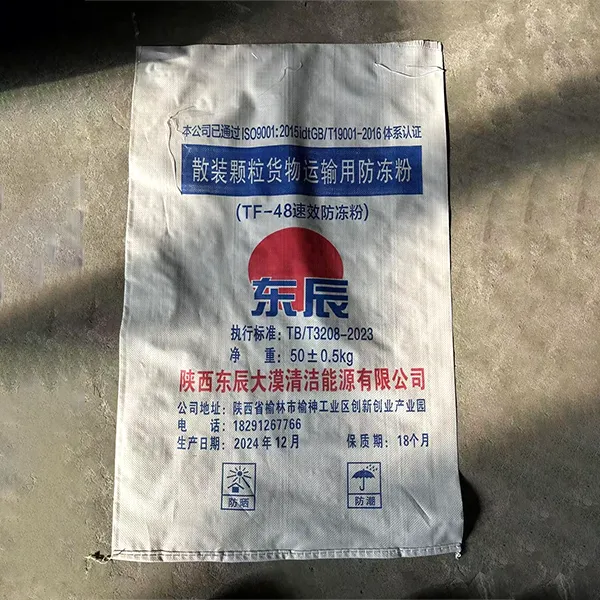 本公司已通过ISO9001:2015idtGB/T19001-2016体系认证
散装颗粒货物运输用防冻粉
(TF-48速效防冻粉)
东辰
执行标准: TB/T3208-2023
净 重: 50±0.5kg
陕西东辰大漠清洁能源有限公司
公司地址: 陕西省榆林市榆神工业区创新创业产业园
电 话: 18291267766
生产日期: 2024年12月 保质期: 18个月
防晒 防潮